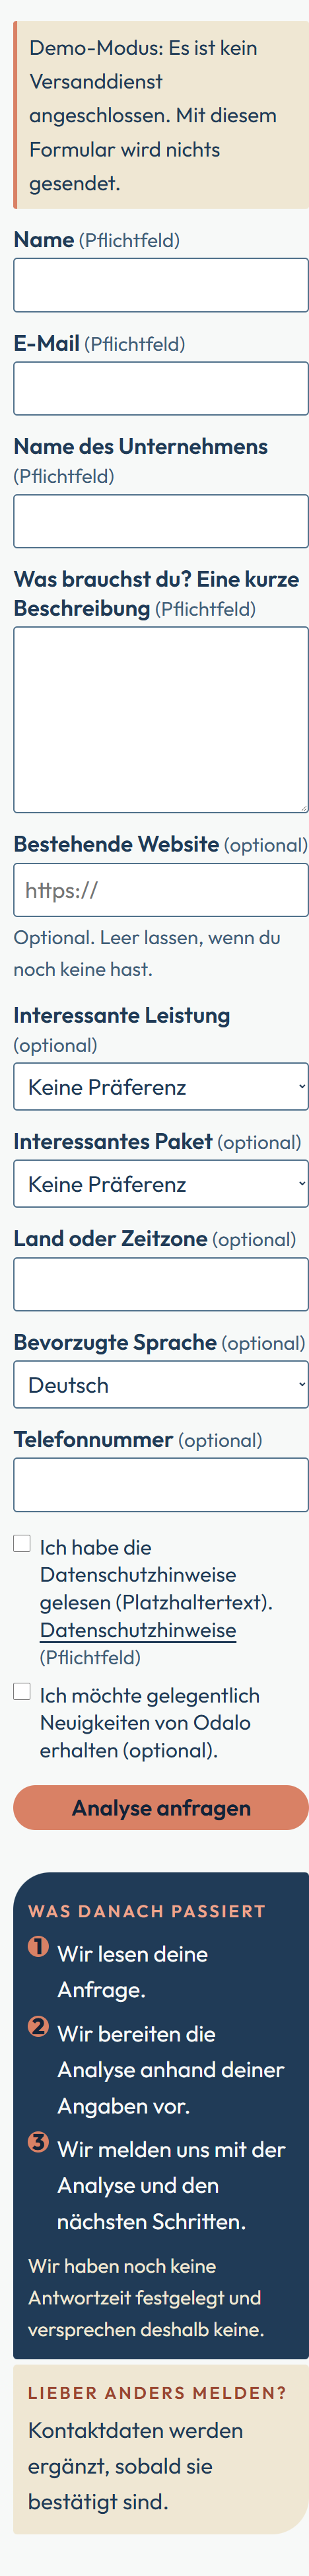 Demo-Modus: Es ist kein
Versanddienst
angeschlossen. Mit diesem
Formular wird nichts
gesendet.
Name (Pflichtfeld)
E-Mail (Pflichtfeld)
Name des Unternehmens
(Pflichtfeld)
Was brauchst du? Eine kurze
Beschreibung (Pflichtfeld)
Bestehende Website (optional)
https://
Optional. Leer lassen, wenn du
noch keine hast.
Interessante Leistung
(optional)
Keine Präferenz
Interessantes Paket (optional)
Keine Präferenz
Land oder Zeitzone (optional)
Bevorzugte Sprache (optional)
Deutsch
Telefonnummer (optional)
Ich habe die
Datenschutzhinweise
gelesen (Platzhaltertext).
Datenschutzhinweise
(Pflichtfeld)
Ich möchte gelegentlich
Neuigkeiten von Odalo
erhalten (optional).
Analyse anfragen
WAS DANACH PASSIERT
1 Wir lesen deine
Anfrage.
2 Wir bereiten die
Analyse anhand deiner
Angaben vor.
3 Wir melden uns mit der
Analyse und den
nächsten Schritten.
Wir haben noch keine
Antwortzeit festgelegt und
versprechen deshalb keine.
LIEBER ANDERS MELDEN?
Kontaktdaten werden
ergänzt, sobald sie
bestätigt sind.